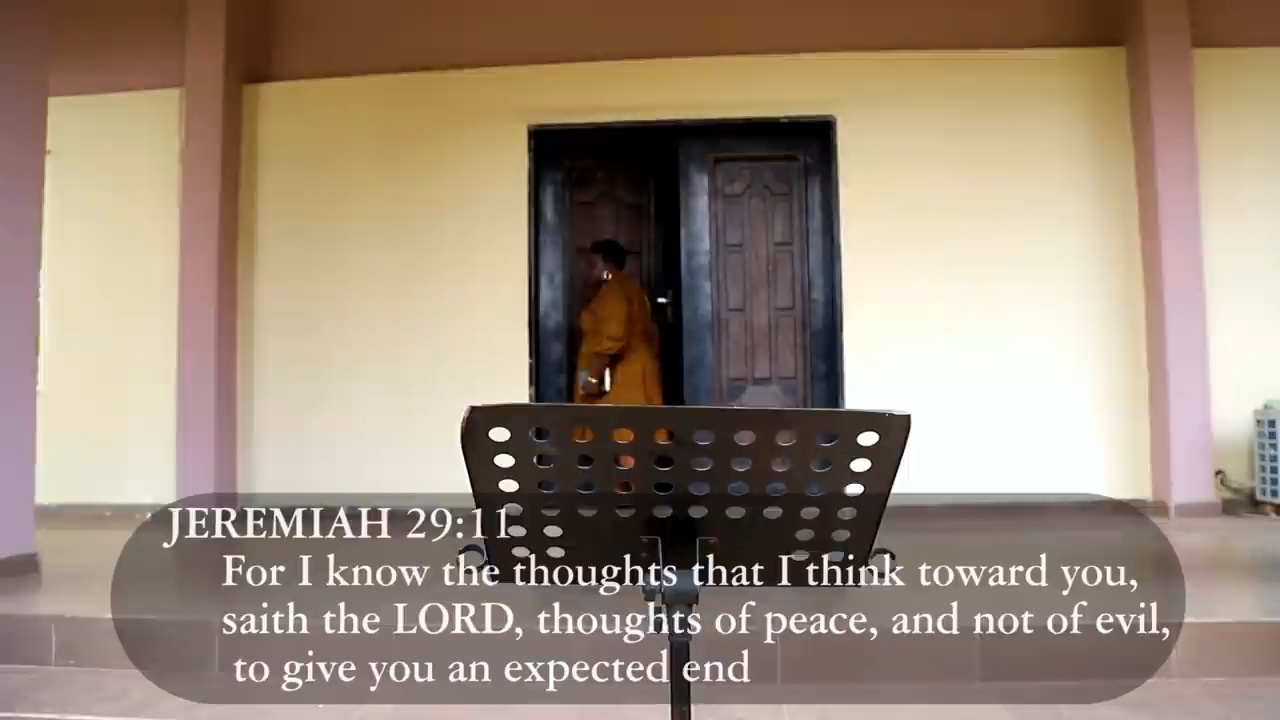 JEREMIAH 29:11
For I know the thoughts that I think toward you,
saith the LORD, thoughts of peace, and not of evil,
to give you an expected end